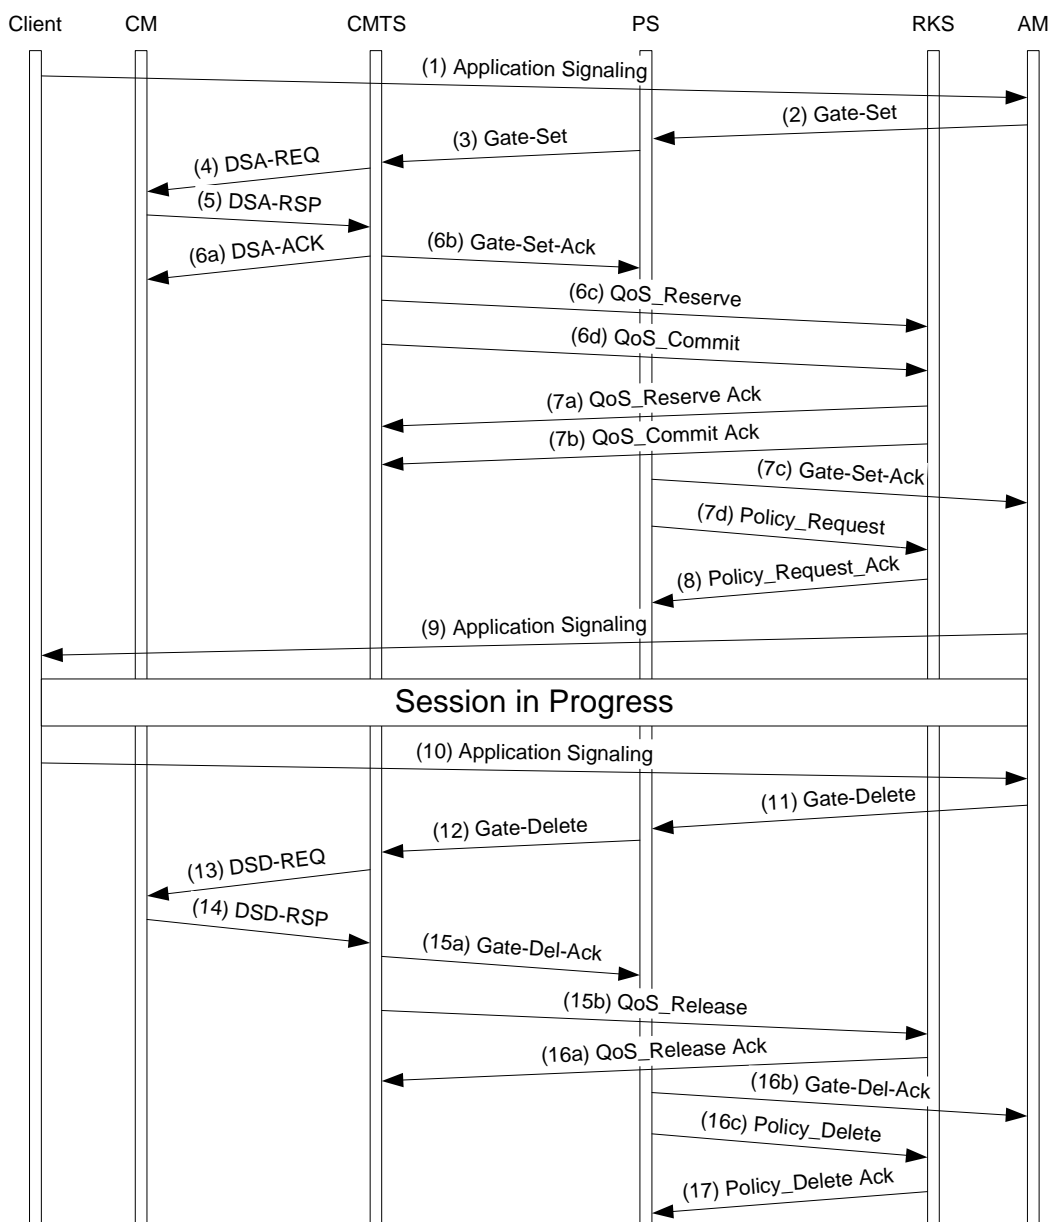 Client CM CMTS PS RKS AM
(1) Application Signaling
(2) Gate-Set
(3) Gate-Set
(4) DSA-REQ
(5) DSA-RSP
(6a) DSA-ACK
(6b) Gate-Set-Ack
(6c) QoS_Reserve
(6d) QoS_Commit
(7a) QoS_Reserve Ack
(7b) QoS_Commit Ack
(7c) Gate-Set-Ack
(7d) Policy_Request
(8) Policy_Request_Ack
(9) Application Signaling
Session in Progress
(10) Application Signaling
(11) Gate-Delete
(12) Gate-Delete
(13) DSD-REQ
(14) DSD-RSP
(15a) Gate-Del-Ack
(15b) QoS_Release
(16a) QoS_Release Ack
(16b) Gate-Del-Ack
(16c) Policy_Delete
(17) Policy_Delete Ack